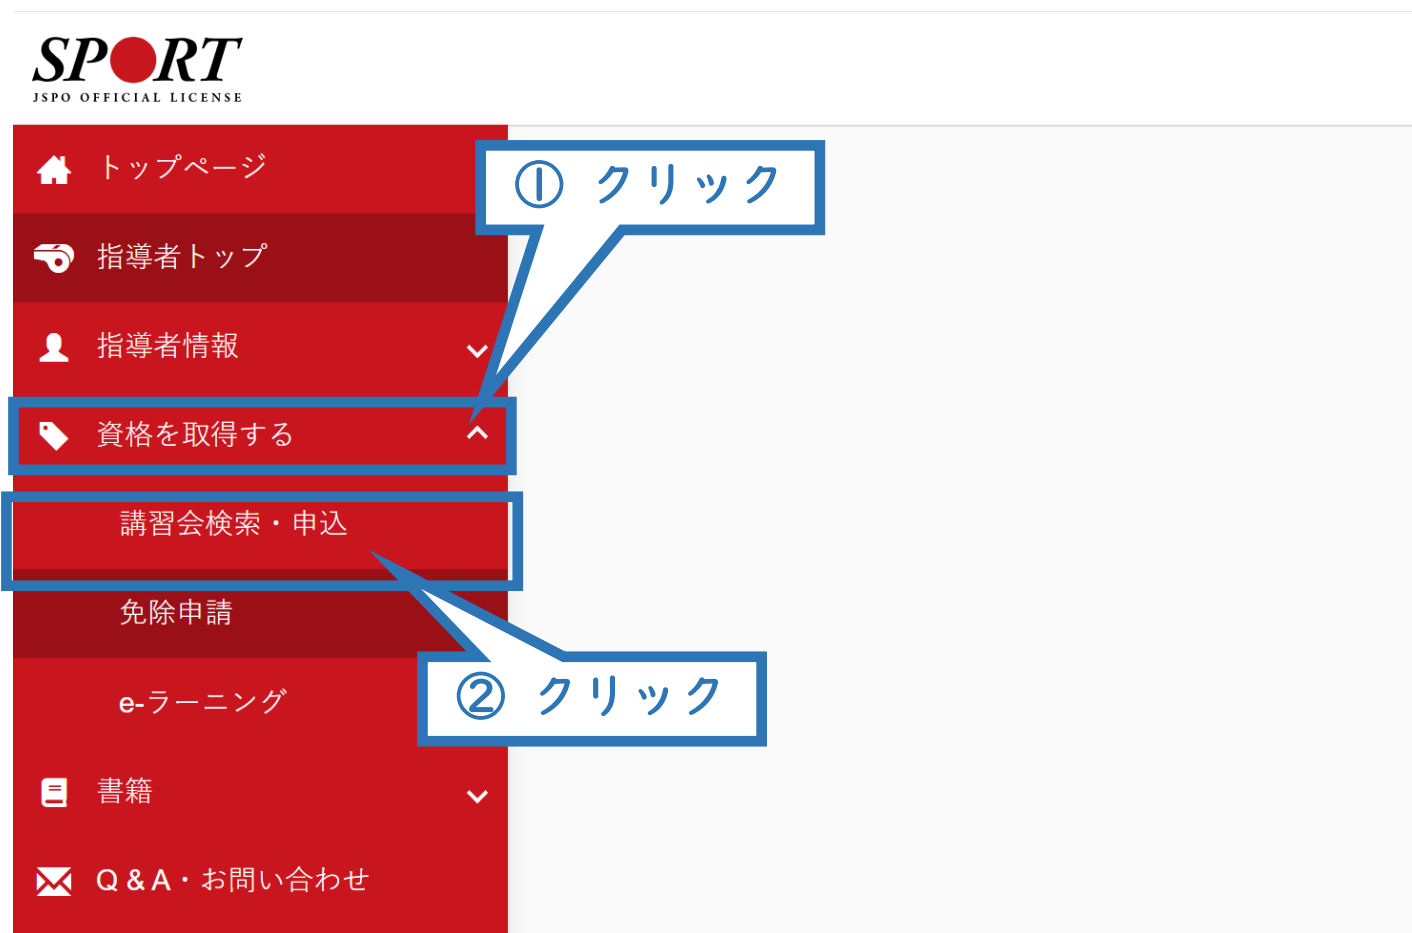 SPORT
JSPO OFFICIAL LICENSE
トップページ
① クリック
指導者トップ
指導者情報
資格を取得する
講習会検索・申込
免除申請
② クリック
e-ラーニング
書籍
Q & A・お問い合わせ